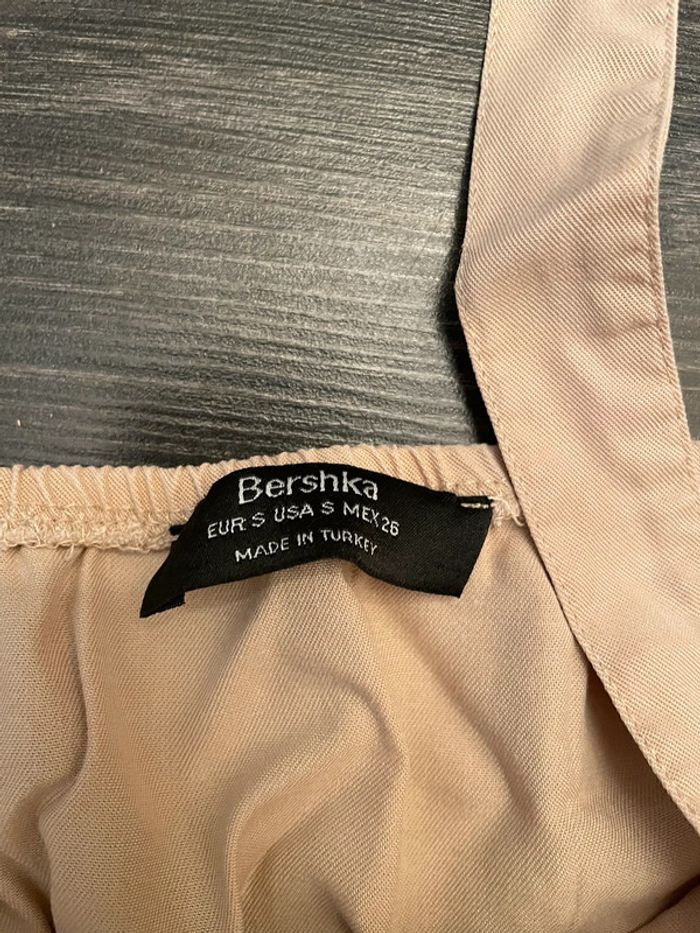 Bershka
EUR S USA S MEX 26
MADE IN TURKEY